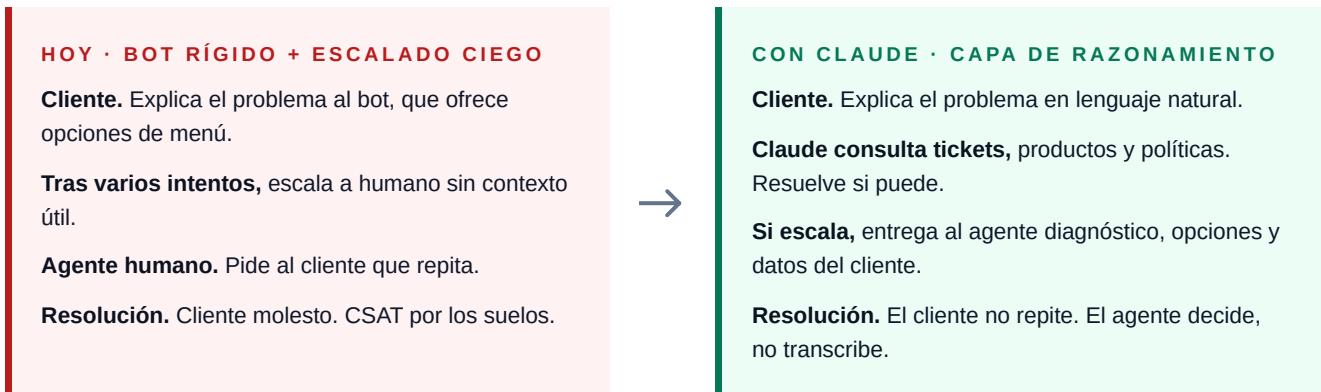 HOY · BOT RÍGIDO + ESCALADO CIEGO
Cliente. Explica el problema al bot, que ofrece
opciones de menú.
Tras varios intentos, escala a humano sin contexto
útil.
Agente humano. Pide al cliente que repita.
Resolución. Cliente molesto. CSAT por los suelos.
CON CLAUDE · CAPA DE RAZONAMIENTO
Cliente. Explica el problema en lenguaje natural.
Claude consulta tickets, productos y políticas.
Resuelve si puede.
Si escala, entrega al agente diagnóstico, opciones y
datos del cliente.
Resolución. El cliente no repite. El agente decide,
no transcribe.